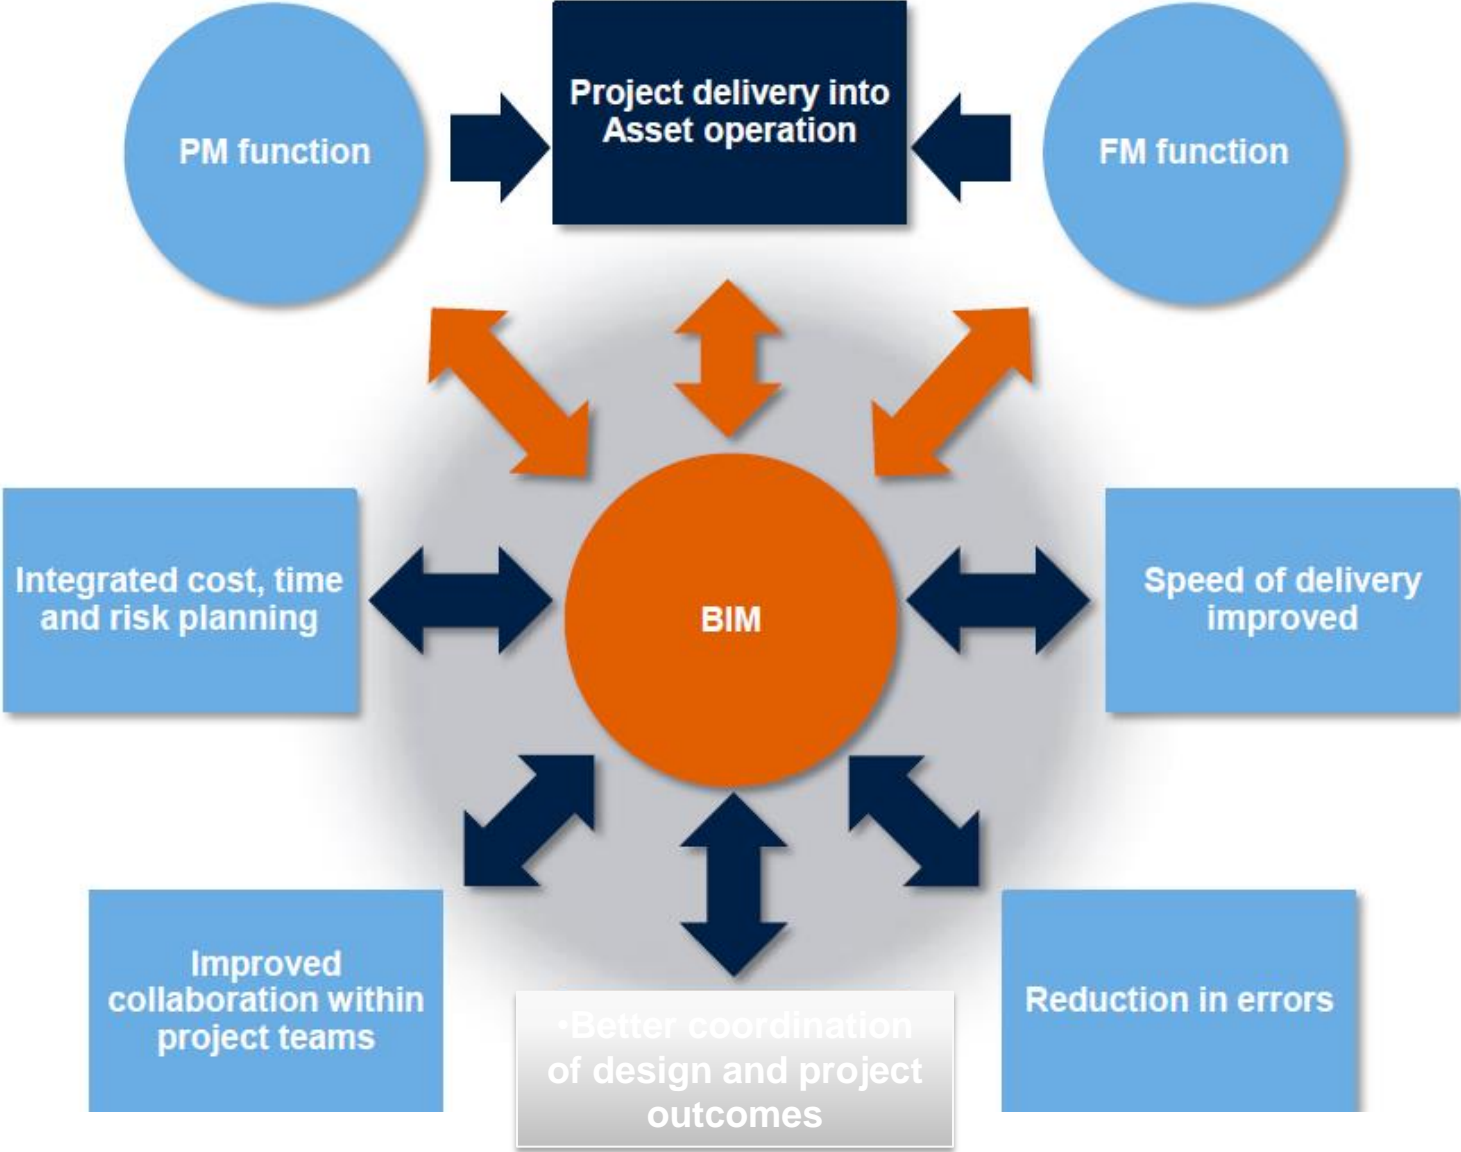 PM function
Project delivery into
Asset operation
FM function
Integrated cost, time
and risk planning
BIM
Speed of delivery
improved
Improved
collaboration within
project teams
•Better coordination
of design and project
outcomes
Reduction in errors